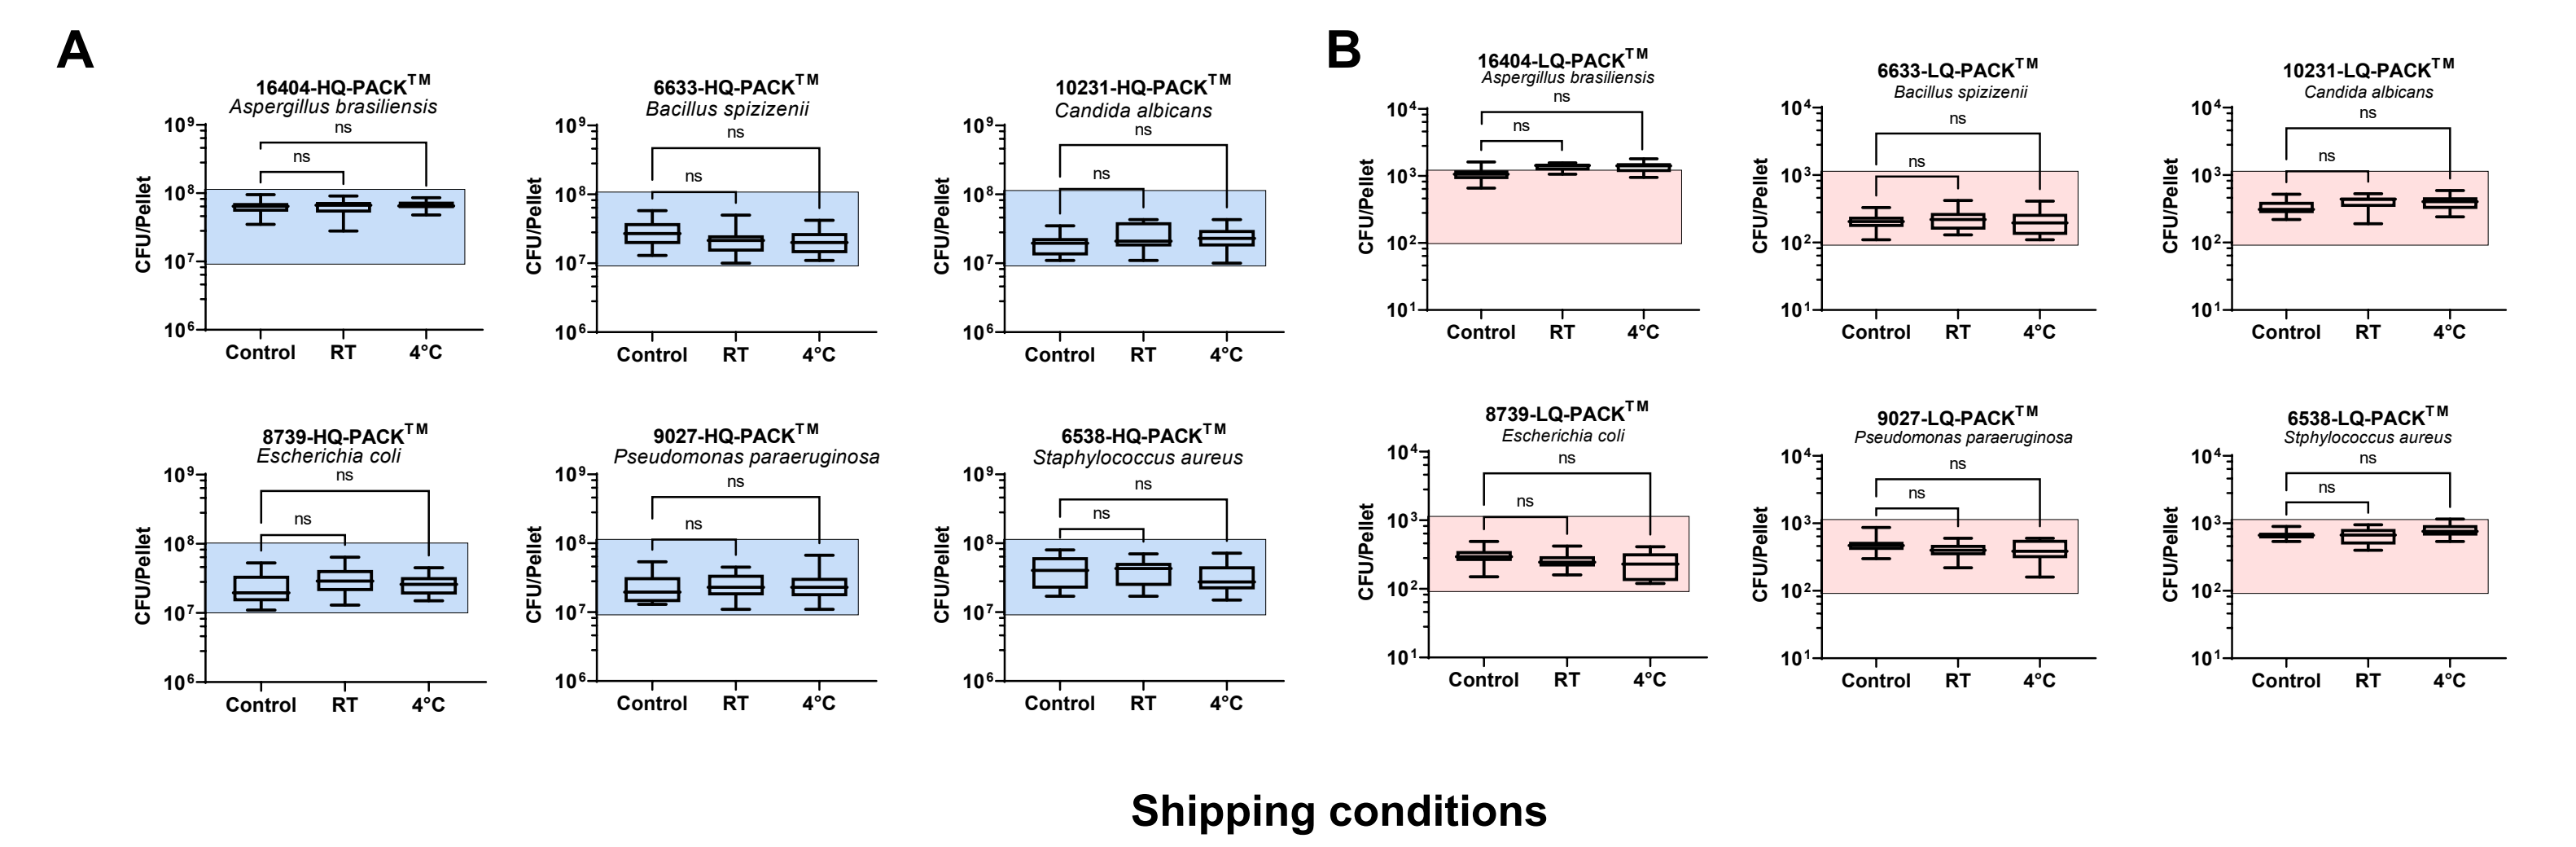 A
16404-HQ-PACK™
Aspergillus brasiliensis
ns
ns
CFU/Pellet
10⁹
10⁸
10⁷
10⁶
Control RT 4°C
6633-HQ-PACK™
Bacillus spizizenii
ns
ns
CFU/Pellet
10⁹
10⁸
10⁷
10⁶
Control RT 4°C
10231-HQ-PACK™
Candida albicans
ns
ns
CFU/Pellet
10⁹
10⁸
10⁷
10⁶
Control RT 4°C
8739-HQ-PACK™
Escherichia coli
ns
ns
CFU/Pellet
10⁹
10⁸
10⁷
10⁶
Control RT 4°C
9027-HQ-PACK™
Pseudomonas paraeruginosa
ns
ns
CFU/Pellet
10⁹
10⁸
10⁷
10⁶
Control RT 4°C
6538-HQ-PACK™
Staphylococcus aureus
ns
ns
CFU/Pellet
10⁹
10⁸
10⁷
10⁶
Control RT 4°C
B
16404-LQ-PACK™
Aspergillus brasiliensis
ns
ns
CFU/Pellet
10⁴
10³
10²
10¹
Control RT 4°C
6633-LQ-PACK™
Bacillus spizizenii
ns
ns
CFU/Pellet
10⁴
10³
10²
10¹
Control RT 4°C
10231-LQ-PACK™
Candida albicans
ns
ns
CFU/Pellet
10⁴
10³
10²
10¹
Control RT 4°C
8739-LQ-PACK™
Escherichia coli
ns
ns
CFU/Pellet
10⁴
10³
10²
10¹
Control RT 4°C
9027-LQ-PACK™
Pseudomonas paraeruginosa
ns
ns
CFU/Pellet
10⁴
10³
10²
10¹
Control RT 4°C
6538-LQ-PACK™
Stphylococcus aureus
ns
ns
CFU/Pellet
10⁴
10³
10²
10¹
Control RT 4°C
Shipping conditions